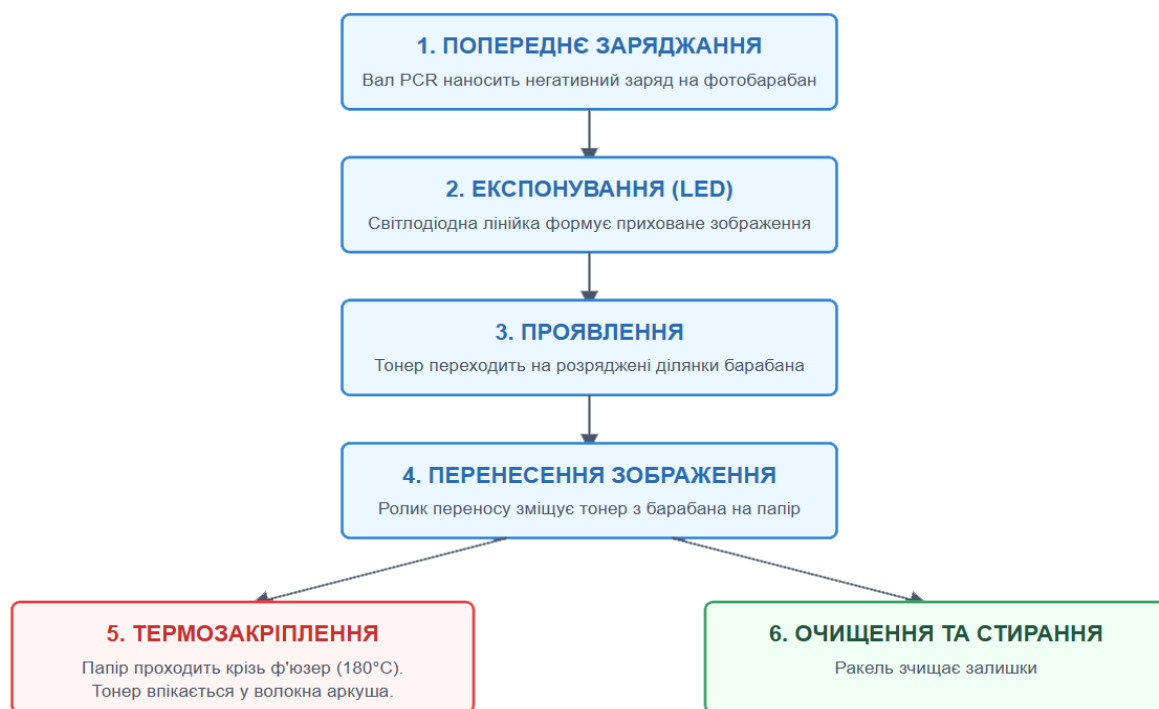 1. ПОПЕРЕДНЄ ЗАРЯДЖАННЯ
Вал PCR наносить негативний заряд на фотобарабан
2. ЕКСПОНУВАННЯ (LED)
Світлодіодна лінійка формує приховане зображення
3. ПРОЯВЛЕННЯ
Тонер переходить на розряджені ділянки барабана
4. ПЕРЕНЕСЕННЯ ЗОБРАЖЕННЯ
Ролик переносу зміщує тонер з барабана на папір
5. ТЕРМОЗАКРІПЛЕННЯ
Папір проходить крізь ф'юзер (180°C).
Тонер впікається у волокна аркуша.
6. ОЧИЩЕННЯ ТА СТИРАННЯ
Ракель зчищає залишки